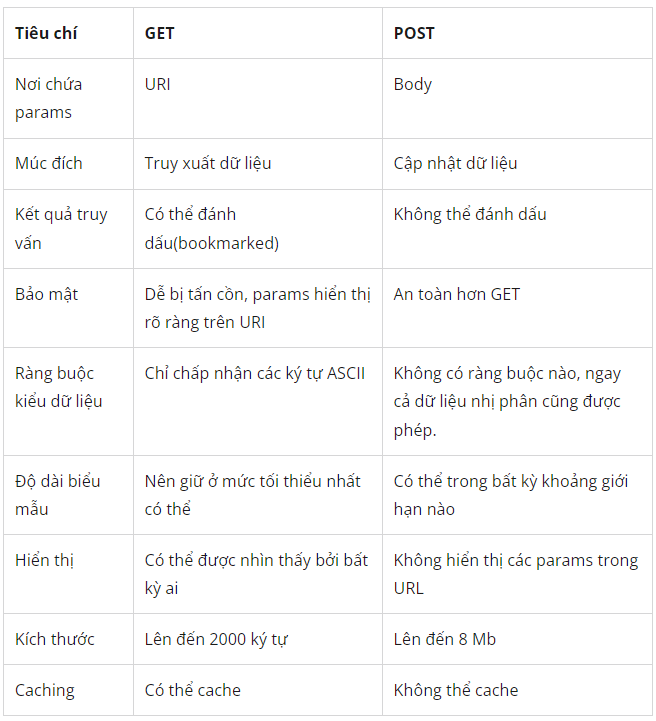 Tiêu chí GET POST
Nơi chứa URI Body
params
Múc đích Truy xuất dữ liệu Cập nhật dữ liệu
Kết quả truy Có thể đánh Không thể đánh dấu
vấn dấu(bookmarked)
Bảo mật Dễ bị tấn cồn, params hiển thị An toàn hơn GET
rõ ràng trên URI
Ràng buộc Chỉ chấp nhận các ký tự ASCII Không có ràng buộc nào, ngay
kiểu dữ liệu cả dữ liệu nhị phân cũng được
phép.
Độ dài biểu Nên giữ ở mức tối thiểu nhất Có thể trong bất kỳ khoảng giới
mẫu có thể hạn nào
Hiển thị Có thể được nhìn thấy bởi bất Không hiển thị các params trong
kỳ ai URL
Kích thước Lên đến 2000 ký tự Lên đến 8 Mb
Caching Có thể cache Không thể cache